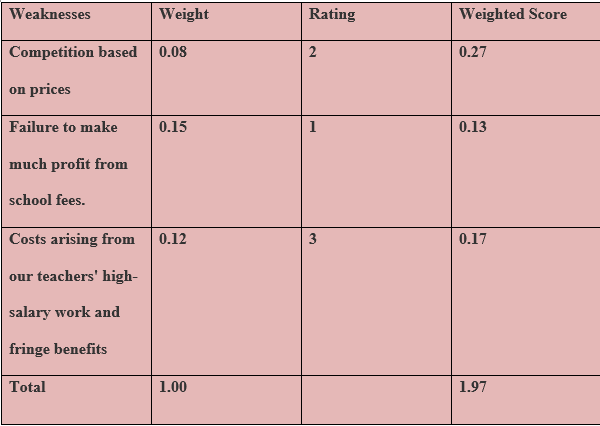 Weaknesses Weight Rating Weighted Score
Competition based 0.08 2 0.27
on prices
Failure to make 0.15 1 0.13
much profit from
school fees.
Costs arising from 0.12 3 0.17
our teachers' high-
salary work and
fringe benefits
Total 1.00 1.97